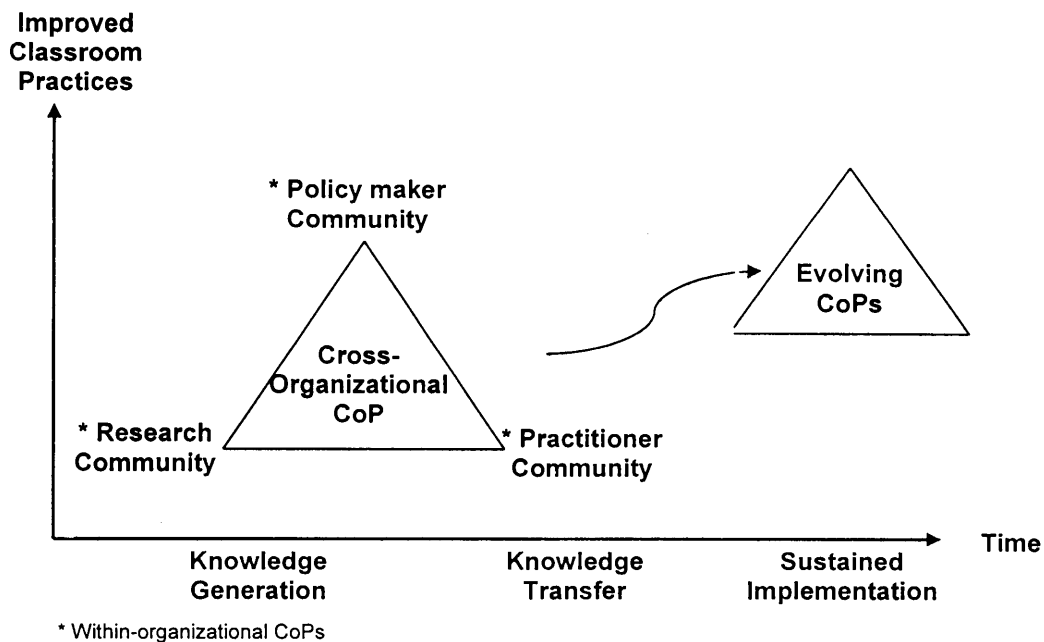 Improved
Classroom
Practices
* Policy maker
Community
Cross-
Organizational
CoP
Evolving
CoPs
* Research
Community
* Practitioner
Community
Time
Knowledge
Generation
Knowledge
Transfer
Sustained
Implementation
* Within-organizational CoPs